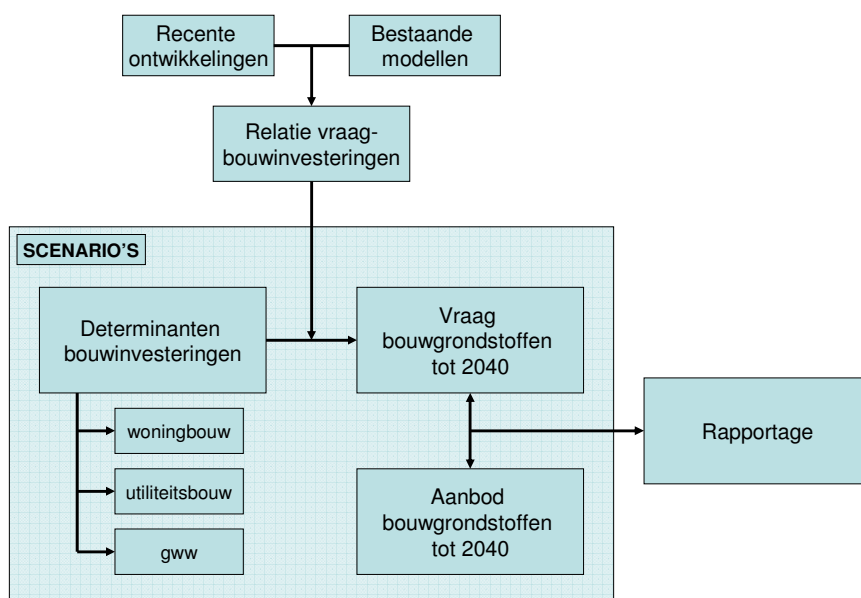 Recente
ontwikkelingen
Bestaande
modellen
Relatie vraag-
bouwinvesteringen
SCENARIO'S
Determinanten
bouwinvesteringen
Vraag
bouwgrondstoffen
tot 2040
woningbouw
utiliteitsbouw
gww
Aanbod
bouwgrondstoffen
tot 2040
Rapportage